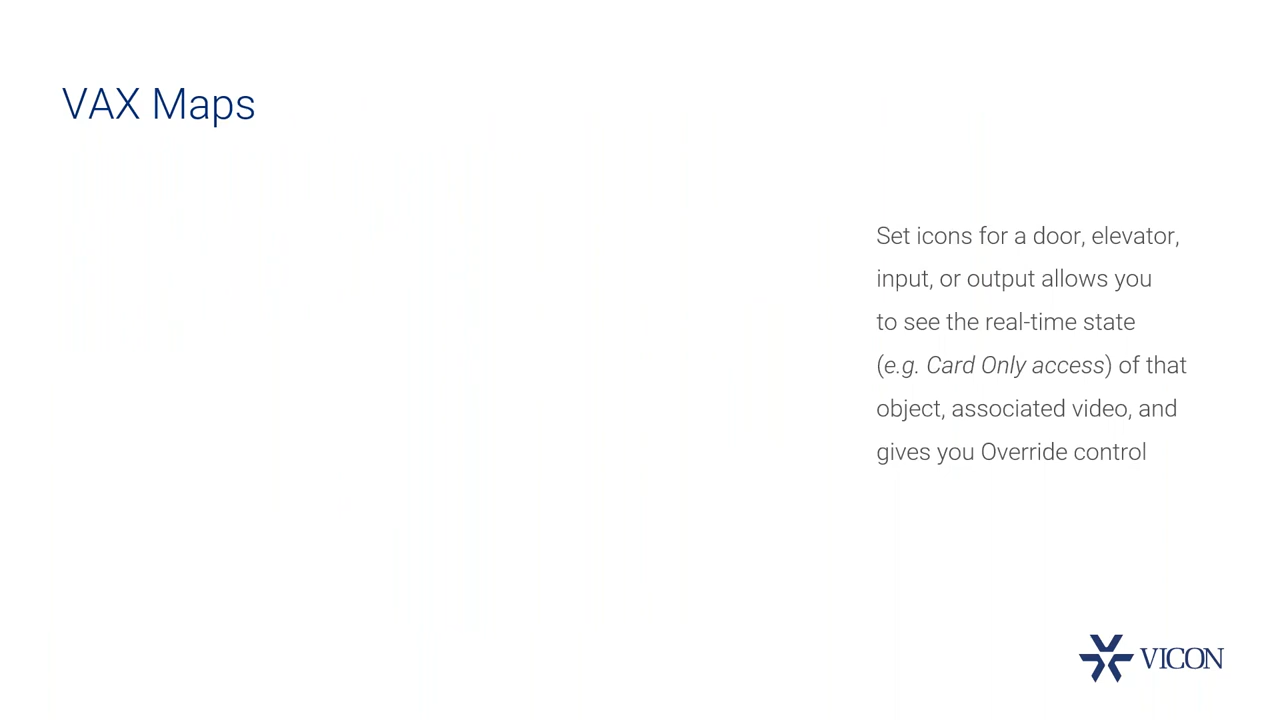 VAX Maps
Set icons for a door, elevator,
input, or output allows you
to see the real-time state
(e.g. Card Only access) of that
object, associated video, and
gives you Override control
VICON